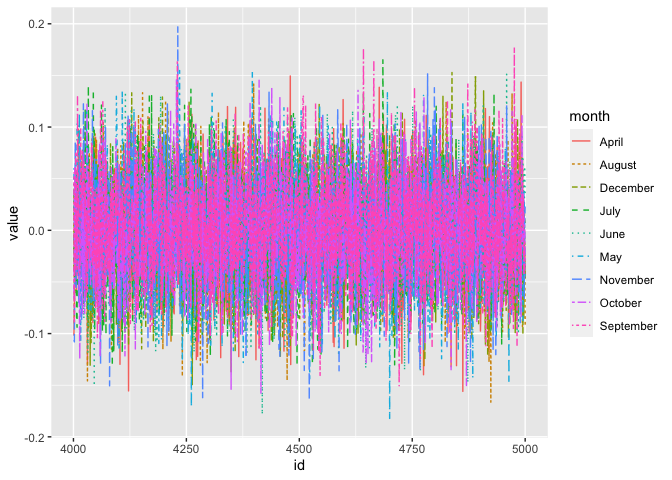 0.2
0.1
0.0
-0.1
-0.2
value
4000
4250
4500
4750
5000
id
month
April
August
December
July
June
May
November
October
September